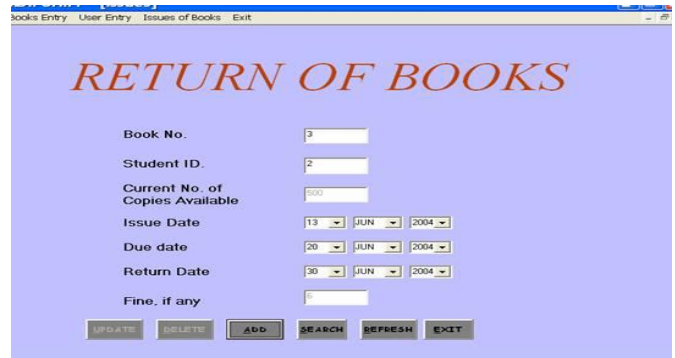 Books Entry User Entry Issues of Books Exit
RETURN OF BOOKS
Book No. 3
Student ID. 2
Current No. of
Copies Available 500
Issue Date 13 JUN 2004
Due date 20 JUN 2004
Return Date 30 JUN 2004
Fine, if any
UPDATE DELETE ADD SEARCH REFRESH EXIT